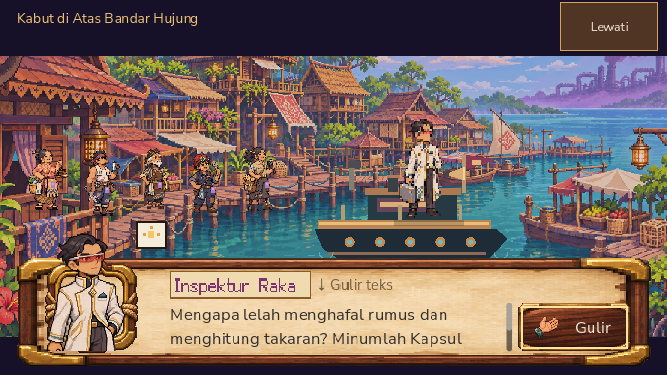 Kabut di Atas Bandar Hujung
Lewati
Inspektur Raka
↓ Gulir teks
Mengapa lelah menghafal rumus dan
menghitung takaran? Minumlah Kapsul
Gulir